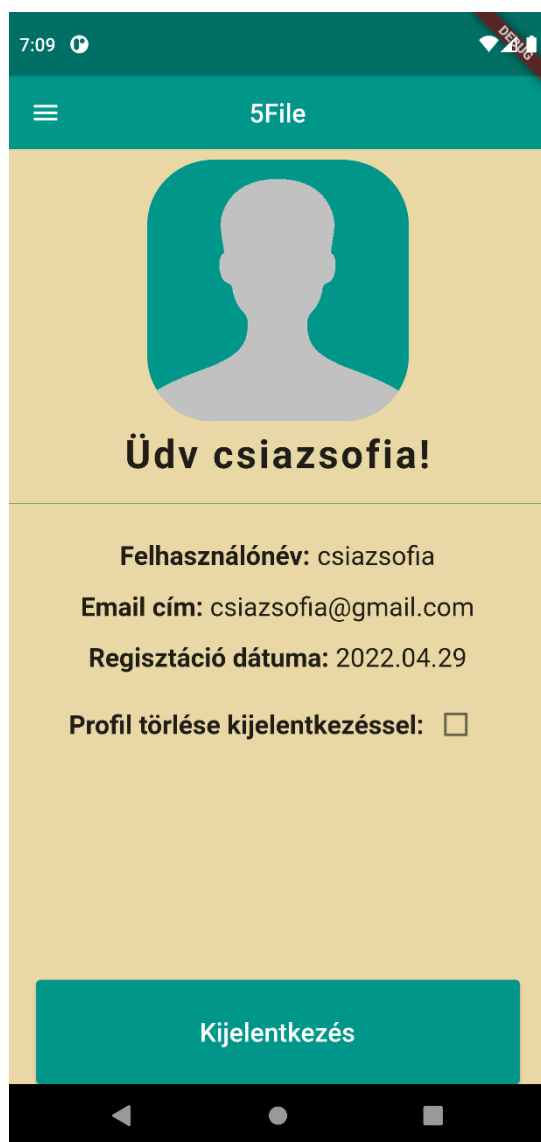 7:09
DEBUG
5File
Üdv csiazsofia!
Felhasználónév: csiazsofia
Email cím: csiazsofia@gmail.com
Regisztáció dátuma: 2022.04.29
Profil törlése kijelentkezéssel:
Kijelentkezés